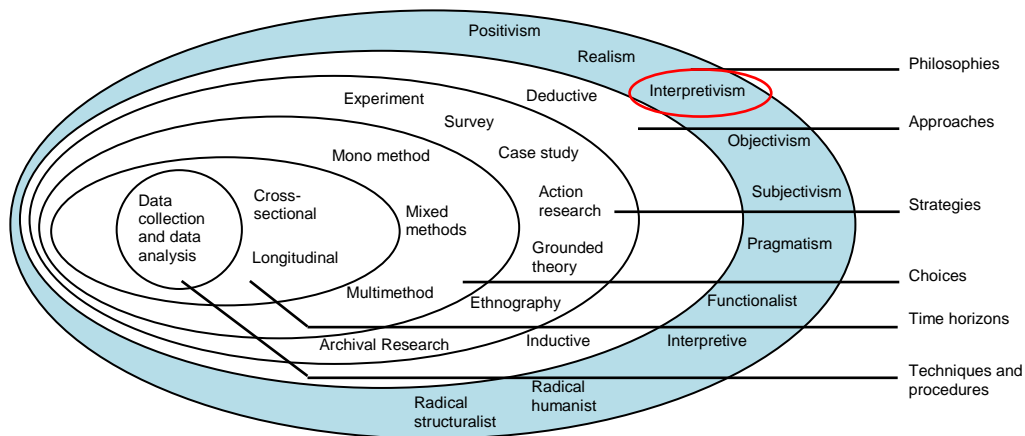 Positivism
Realism
Interpretivism
Philosophies
Experiment
Deductive
Survey
Approaches
Objectivism
Mono method
Case study
Data
collection
and data
analysis
Cross-
sectional
Longitudinal
Mixed
methods
Action
research
Subjectivism
Strategies
Grounded
theory
Pragmatism
Multimethod
Ethnography
Functionalist
Choices
Archival Research
Inductive
Interpretive
Time horizons
Radical
structuralist
Radical
humanist
Techniques and
procedures